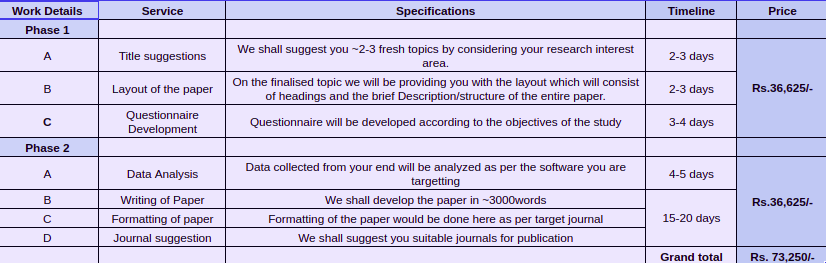 Work Details Service Specifications Timeline Price
Phase 1
A Title suggestions We shall suggest you ~2-3 fresh topics by considering your research interest
area. 2-3 days
B Layout of the paper On the finalised topic we will be providing you with the layout which will consist
of headings and the brief Description/structure of the entire paper. 2-3 days
Rs.36,625/-
C Questionnaire
Development Questionnaire will be developed according to the objectives of the study 3-4 days
Phase 2
A Data Analysis Data collected from your end will be analyzed as per the software you are
targetting 4-5 days
B Writing of Paper We shall develop the paper in ~3000words
Rs.36,625/-
C Formatting of paper Formatting of the paper would be done here as per target journal 15-20 days
D Journal suggestion We shall suggest you suitable journals for publication
Grand total Rs. 73,250/-